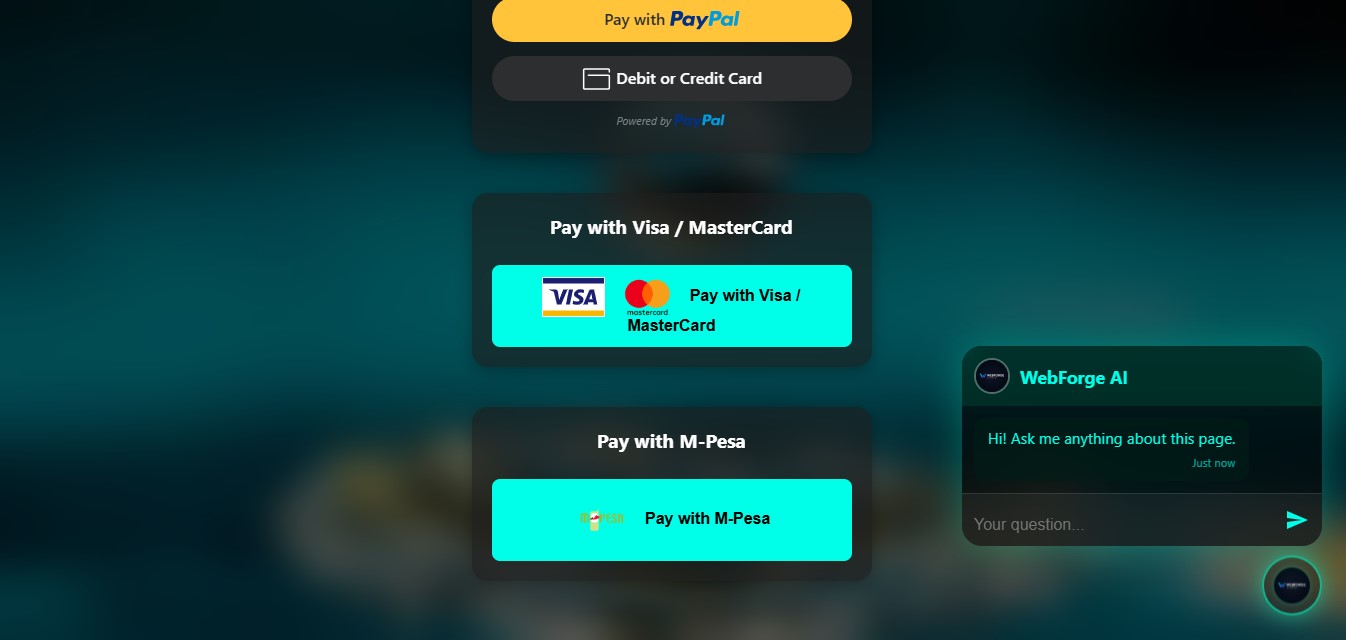 Pay with PayPal
Debit or Credit Card
Powered by PayPal
Pay with Visa / MasterCard
VISA mastercard Pay with Visa /
MasterCard
Pay with M-Pesa
Pay with M-Pesa
WebForge AI
Hi! Ask me anything about this page.
Just now
Your question...